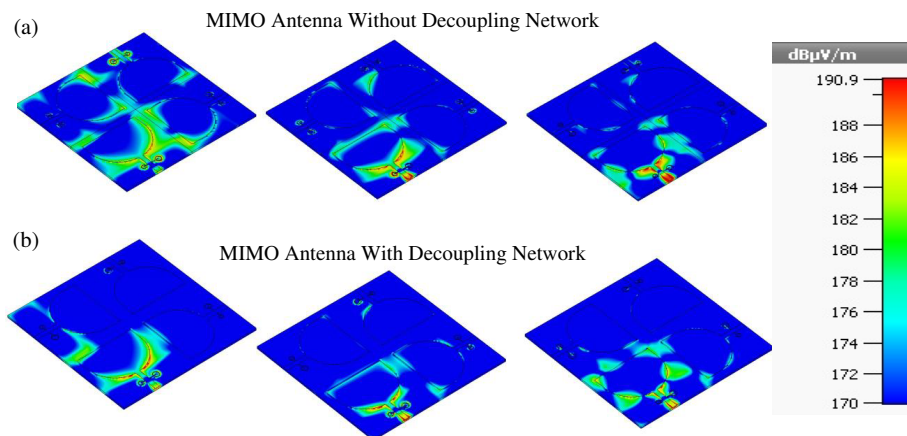 (a)
MIMO Antenna Without Decoupling Network
dBµV/m
190.9
188
186
184
182
180
178
176
174
172
170
(b)
MIMO Antenna With Decoupling Network